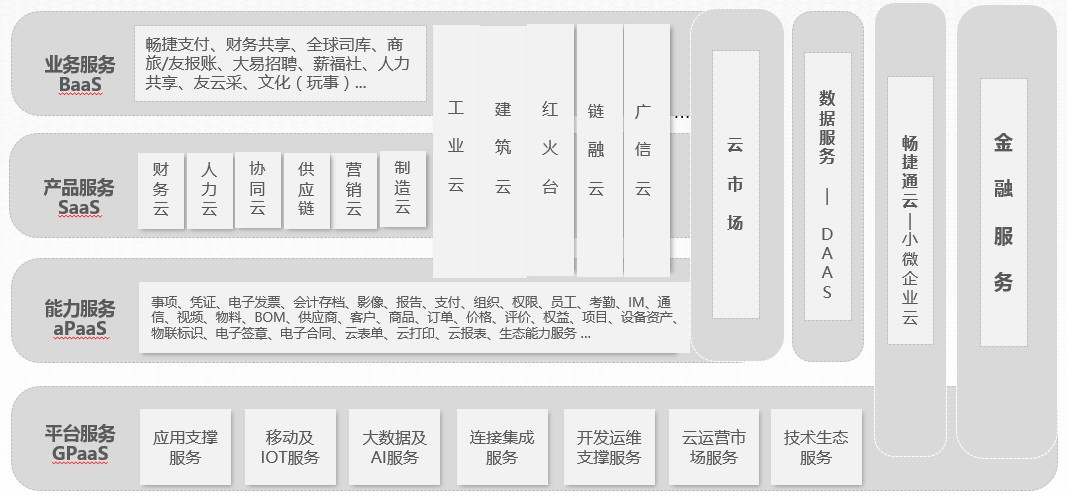 业务服务
BaaS
畅捷支付、财务共享、全球司库、商
旅/友报账、大易招聘、薪福社、人力
共享、友云采、文化（玩事）...
产品服务
SaaS
财务云
人力云
协同云
供应链
营销云
制造云
工业云
建筑云
红火台
链融云
广信云
...
能力服务
aPaaS
事项、凭证、电子发票、会计存档、影像、报告、支付、组织、权限、员工、考勤、IM、通
信、视频、物料、BOM、供应商、客户、商品、订单、价格、评价、权益、项目、设备资产、
物联标识、电子签章、电子合同、云表单、云打印、云报表、生态能力服务 ...
云市场
数据服务 | DAAS
畅捷通云|小微企业云
金融服务
平台服务
GPaaS
应用支撑
服务
移动及
IOT服务
大数据及
AI服务
连接集成
服务
开发运维
支撑服务
云运营市
场服务
技术生态
服务